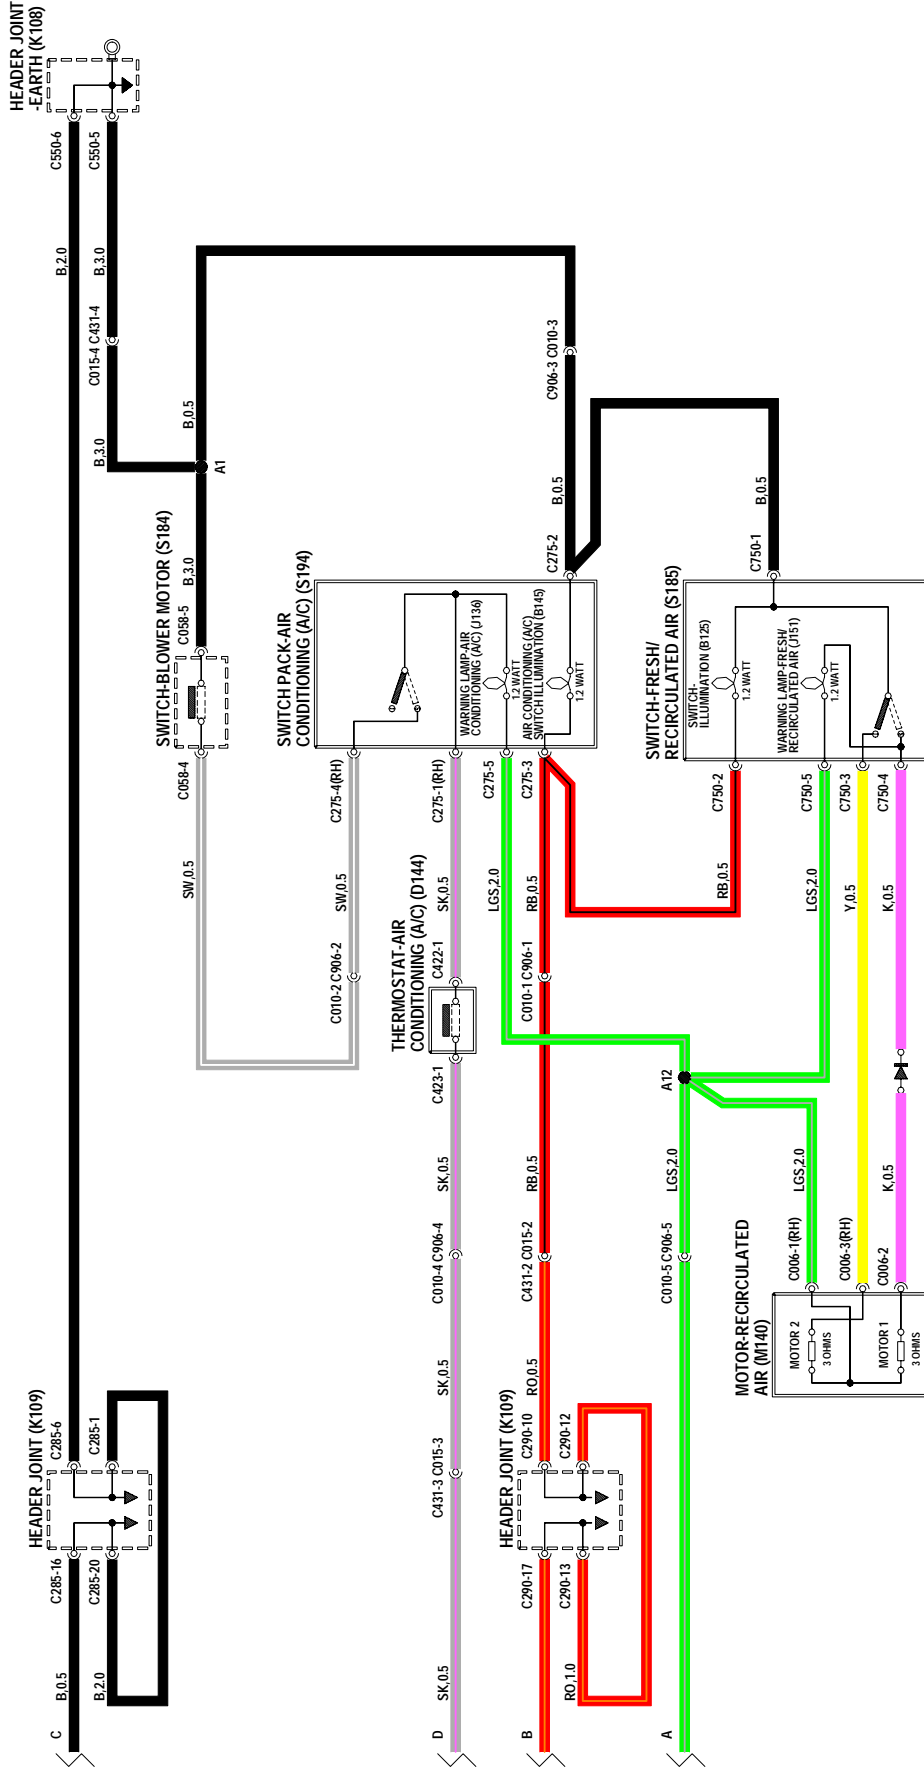 HEADER JOINT
-EARTH (K108)
C550-6
C550-5
B,2.0
B,3.0
C015-4 C431-4
B,3.0
B,0.5
A1
B,3.0
SWITCH-BLOWER MOTOR (S184)
C058-5
C058-4
SW,0.5
C906-3 C010-3
B,0.5
C275-2
B,0.5
C750-1
SWITCH PACK-AIR
CONDITIONING (A/C) (S194)
WARNING LAMP-AIR
CONDITIONING (A/C) (J136)
1.2 WATT
AIR CONDITIONING (A/C)
SWITCH ILLUMINATION (B145)
1.2 WATT
C275-4(RH)
C275-1(RH)
C275-5
C275-3
SW,0.5
SK,0.5
LGS,2.0
RB,0.5
SWITCH-FRESH/
RECIRCULATED AIR (S185)
SWITCH-
ILLUMINATION (B125)
1.2 WATT
WARNING LAMP-FRESH/
RECIRCULATED AIR (J151)
1.2 WATT
C750-2
C750-5
C750-3
C750-4
RB,0.5
LGS,2.0
Y,0.5
K,0.5
C010-2 C906-2
THERMOSTAT-AIR
CONDITIONING (A/C) (D144)
C422-1
C423-1
C010-1 C906-1
A12
SK,0.5
RB,0.5
LGS,2.0
LGS,2.0
K,0.5
C010-4 C906-4
C431-2 C015-2
C010-5 C906-5
C006-1(RH)
C006-3(RH)
C006-2
MOTOR-RECIRCULATED
AIR (M140)
MOTOR 2
3 OHMS
MOTOR 1
3 OHMS
SK,0.5
RO,0.5
C431-3 C015-3
HEADER JOINT (K109)
C285-6
C285-1
C285-16
C285-20
B,0.5
B,2.0
C
HEADER JOINT (K109)
C290-10
C290-12
C290-17
C290-13
RO,1.0
SK,0.5
D
B
A